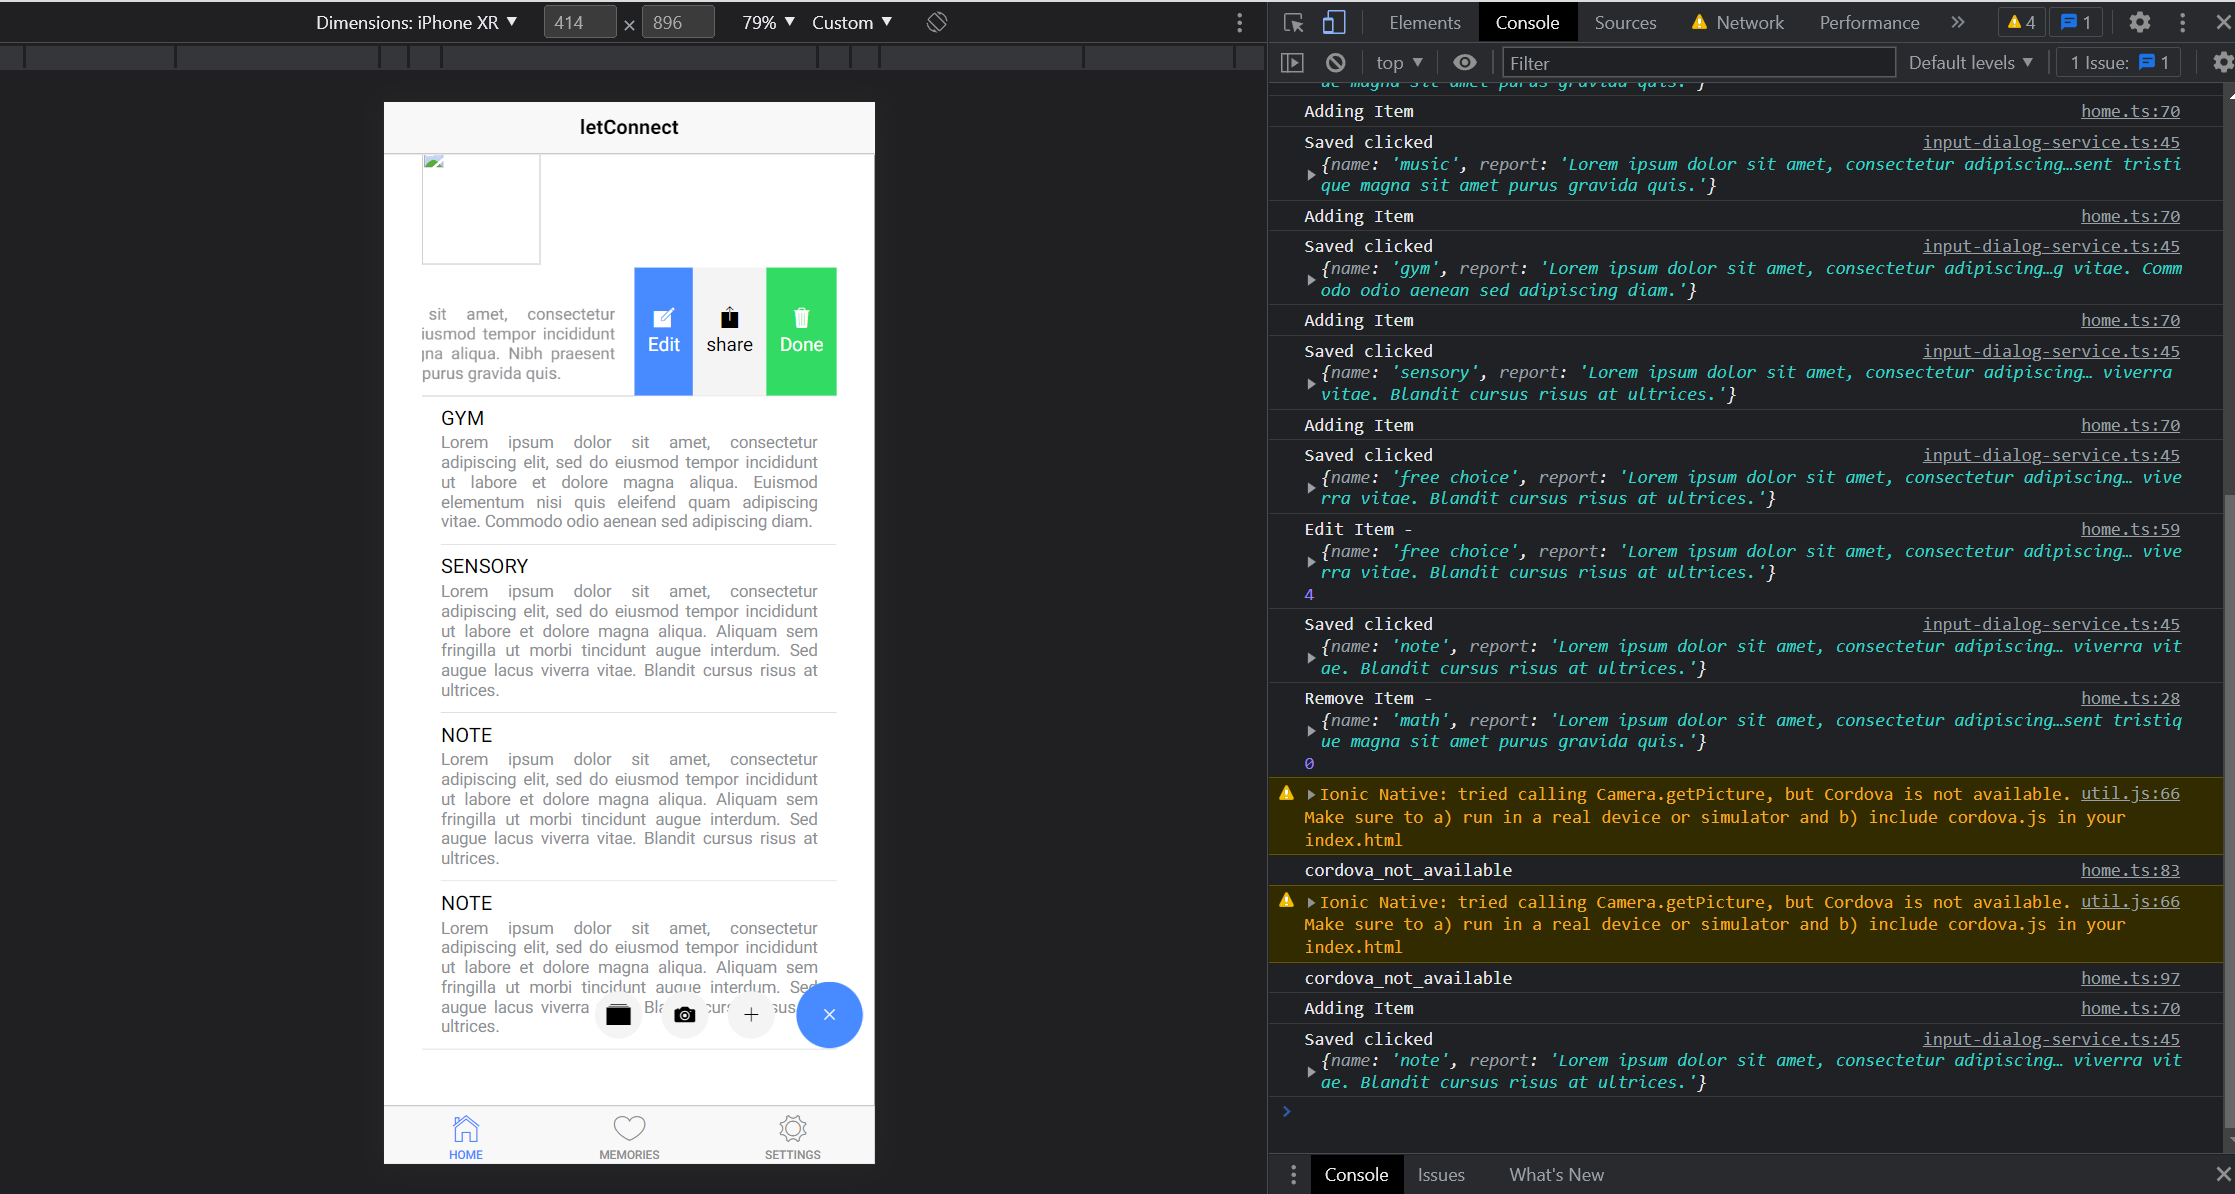 Dimensions: iPhone XR ▼ 414 × 896 79% ▼ Custom ▼
letConnect
sit amet, consectetur
iusmod tempor incididunt
gna aliqua. Nibh praesent
purus gravida quis.
Edit
share
Done
GYM
Lorem ipsum dolor sit amet, consectetur
adipiscing elit, sed do eiusmod tempor incididunt
ut labore et dolore magna aliqua. Euismod
elementum nisi quis eleifend quam adipiscing
vitae. Commodo odio aenean sed adipiscing diam.
SENSORY
Lorem ipsum dolor sit amet, consectetur
adipiscing elit, sed do eiusmod tempor incididunt
ut labore et dolore magna aliqua. Aliquam sem
fringilla ut morbi tincidunt augue interdum. Sed
augue lacus viverra vitae. Blandit cursus risus at
ultrices.
NOTE
Lorem ipsum dolor sit amet, consectetur
adipiscing elit, sed do eiusmod tempor incididunt
ut labore et dolore magna aliqua. Aliquam sem
fringilla ut morbi tincidunt augue interdum. Sed
augue lacus viverra vitae. Blandit cursus risus at
ultrices.
NOTE
Lorem ipsum dolor sit amet, consectetur
adipiscing elit, sed do eiusmod tempor incididunt
ut labore et dolore magna aliqua. Aliquam sem
fringilla ut morbi tincidunt augue interdum. Sed
augue lacus viverra
ultrices.
HOME MEMORIES SETTINGS
Elements Console Sources Network Performance » 4 1
top ▼ Filter Default levels ▼ 1 Issue: 1
ue magna sit amet purus gravida quis.'}
Adding Item home.ts:70
Saved clicked input-dialog-service.ts:45
{name: 'music', report: 'Lorem ipsum dolor sit amet, consectetur adipiscing…sent tristi
que magna sit amet purus gravida quis.'}
Adding Item home.ts:70
Saved clicked input-dialog-service.ts:45
{name: 'gym', report: 'Lorem ipsum dolor sit amet, consectetur adipiscing…g vitae. Comm
odo odio aenean sed adipiscing diam.'}
Adding Item home.ts:70
Saved clicked input-dialog-service.ts:45
{name: 'sensory', report: 'Lorem ipsum dolor sit amet, consectetur adipiscing… viverra
vitae. Blandit cursus risus at ultrices.'}
Adding Item home.ts:70
Saved clicked input-dialog-service.ts:45
{name: 'free choice', report: 'Lorem ipsum dolor sit amet, consectetur adipiscing… vive
rra vitae. Blandit cursus risus at ultrices.'}
Edit Item - home.ts:59
{name: 'free choice', report: 'Lorem ipsum dolor sit amet, consectetur adipiscing… vive
rra vitae. Blandit cursus risus at ultrices.'}
4
Saved clicked input-dialog-service.ts:45
{name: 'note', report: 'Lorem ipsum dolor sit amet, consectetur adipiscing… viverra vit
ae. Blandit cursus risus at ultrices.'}
Remove Item - home.ts:28
{name: 'math', report: 'Lorem ipsum dolor sit amet, consectetur adipiscing…sent tristiq
ue magna sit amet purus gravida quis.'}
0
Ionic Native: tried calling Camera.getPicture, but Cordova is not available. util.js:66
Make sure to a) run in a real device or simulator and b) include cordova.js in your
index.html
cordova_not_available home.ts:83
Ionic Native: tried calling Camera.getPicture, but Cordova is not available. util.js:66
Make sure to a) run in a real device or simulator and b) include cordova.js in your
index.html
cordova_not_available home.ts:97
Adding Item home.ts:70
Saved clicked input-dialog-service.ts:45
{name: 'note', report: 'Lorem ipsum dolor sit amet, consectetur adipiscing… viverra vit
ae. Blandit cursus risus at ultrices.'}
Console Issues What's New